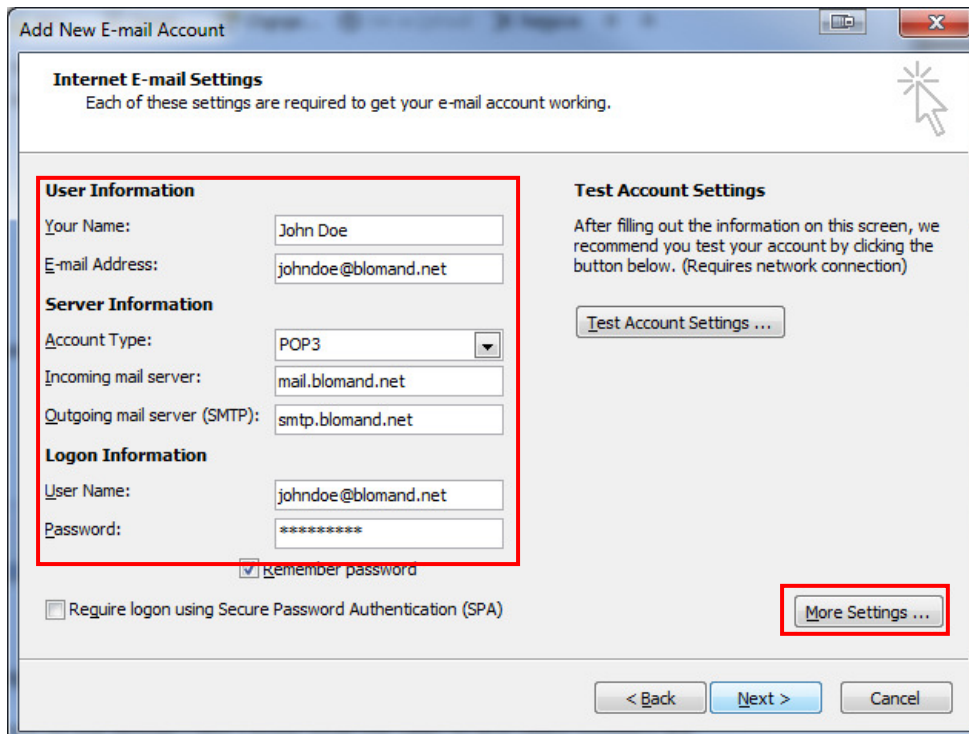 Add New E-mail Account
Internet E-mail Settings
Each of these settings are required to get your e-mail account working.
User Information
Your Name:
John Doe
E-mail Address:
johndoe@blomand.net
Server Information
Account Type:
POP3
Incoming mail server:
mail.blomand.net
Outgoing mail server (SMTP):
smtp.blomand.net
Logon Information
User Name:
johndoe@blomand.net
Password:
*********
Remember password
Require logon using Secure Password Authentication (SPA)
Test Account Settings
After filling out the information on this screen, we
recommend you test your account by clicking the
button below. (Requires network connection)
Test Account Settings ...
More Settings ...
< Back
Next >
Cancel